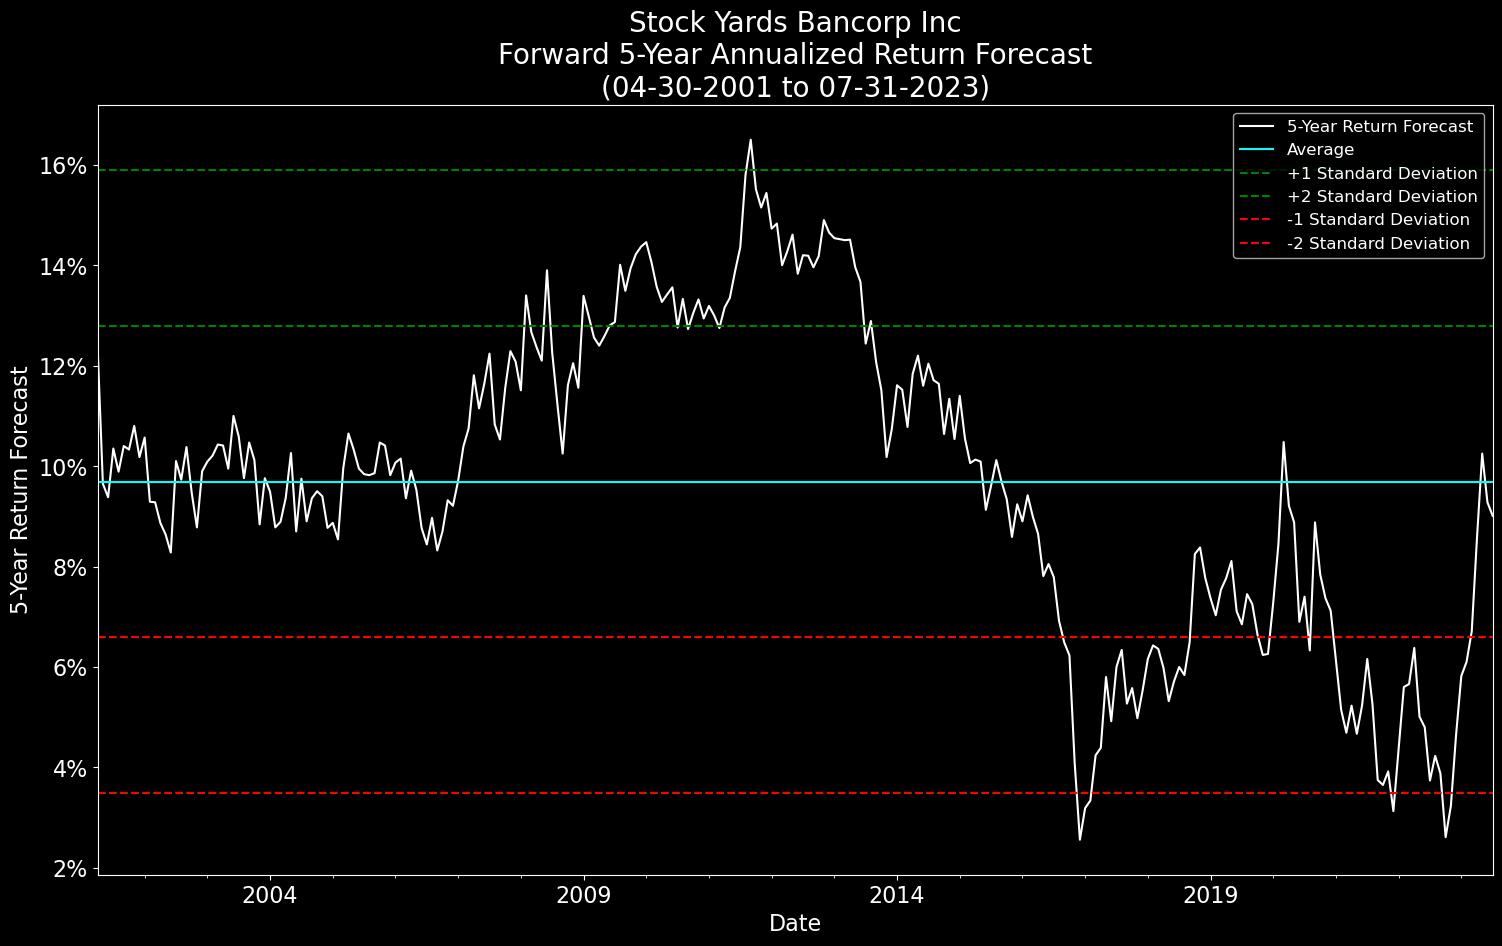 Stock Yards Bancorp Inc
Forward 5-Year Annualized Return Forecast
(04-30-2001 to 07-31-2023)
5-Year Return Forecast
Average
+1 Standard Deviation
+2 Standard Deviation
-1 Standard Deviation
-2 Standard Deviation
16%
14%
12%
10%
8%
6%
4%
2%
5-Year Return Forecast
2004
2009
2014
2019
Date